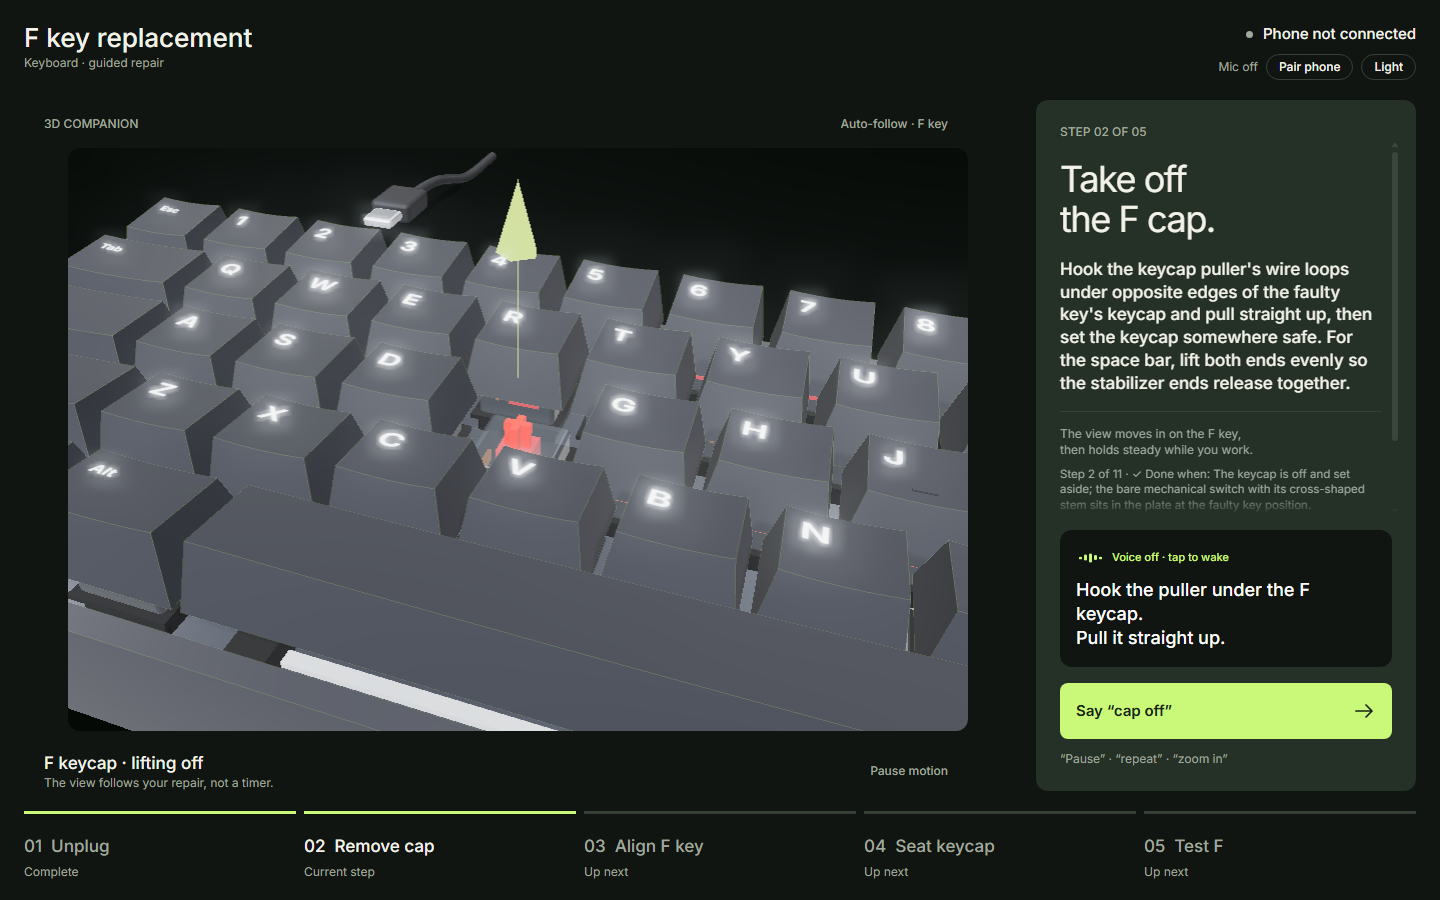 F key replacement
Keyboard · guided repair
Phone not connected
Mic off
Pair phone
Light
3D COMPANION
Auto-follow · F key
Esc
1
2
3
4
5
6
7
8
Tab
Q
W
E
R
T
Y
U
A
S
D
G
H
J
Z
X
C
V
B
N
Alt
F keycap · lifting off
The view follows your repair, not a timer.
Pause motion
STEP 02 OF 05
Take off
the F cap.
Hook the keycap puller's wire loops
under opposite edges of the faulty
key's keycap and pull straight up, then
set the keycap somewhere safe. For
the space bar, lift both ends evenly so
the stabilizer ends release together.
The view moves in on the F key,
then holds steady while you work.
Step 2 of 11 · ✓ Done when: The keycap is off and set
aside; the bare mechanical switch with its cross-shaped
stem sits in the plate at the faulty key position.
Voice off · tap to wake
Hook the puller under the F
keycap.
Pull it straight up.
Say “cap off”
“Pause” · “repeat” · “zoom in”
01 Unplug
Complete
02 Remove cap
Current step
03 Align F key
Up next
04 Seat keycap
Up next
05 Test F
Up next